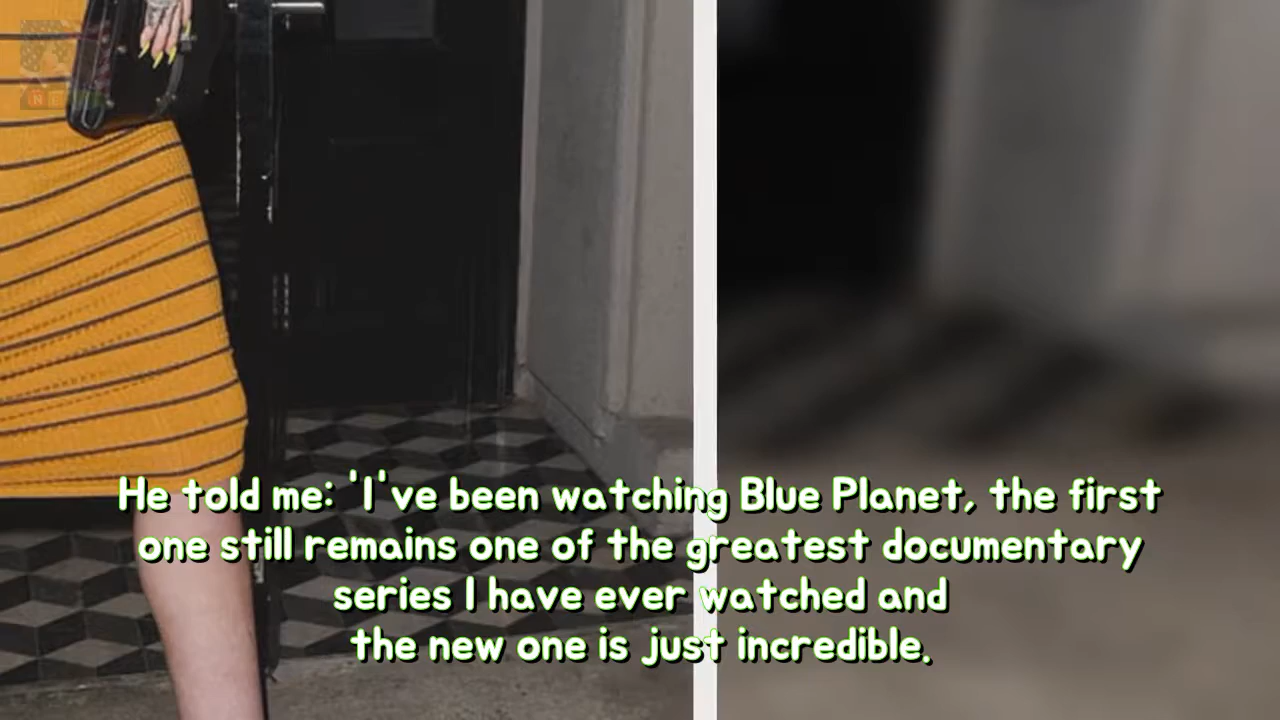 He told me: 'I've been watching Blue Planet, the first
one still remains one of the greatest documentary
series I have ever watched and
the new one is just incredible.